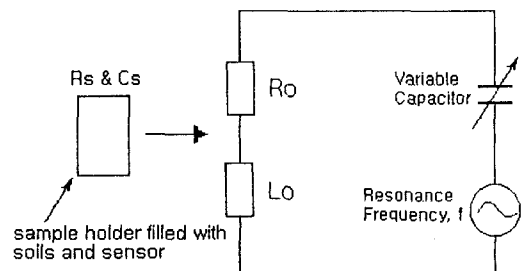 Rs & Cs
Ro
Lo
Variable
Capacitor
Resonance
Frequency, f
sample holder filled with
soils and sensor